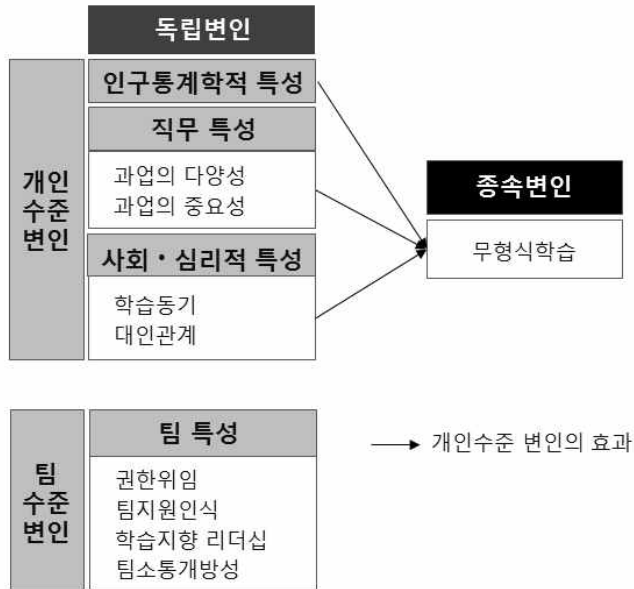 독립변인
인구통계학적 특성
직무 특성
과업의 다양성
과업의 중요성
개인
수준
변인
사회・심리적 특성
학습동기
대인관계
종속변인
무형식학습
팀 특성
권한위임
팀지원인식
학습지향 리더십
팀소통개방성
팀
수준
변인
개인수준 변인의 효과